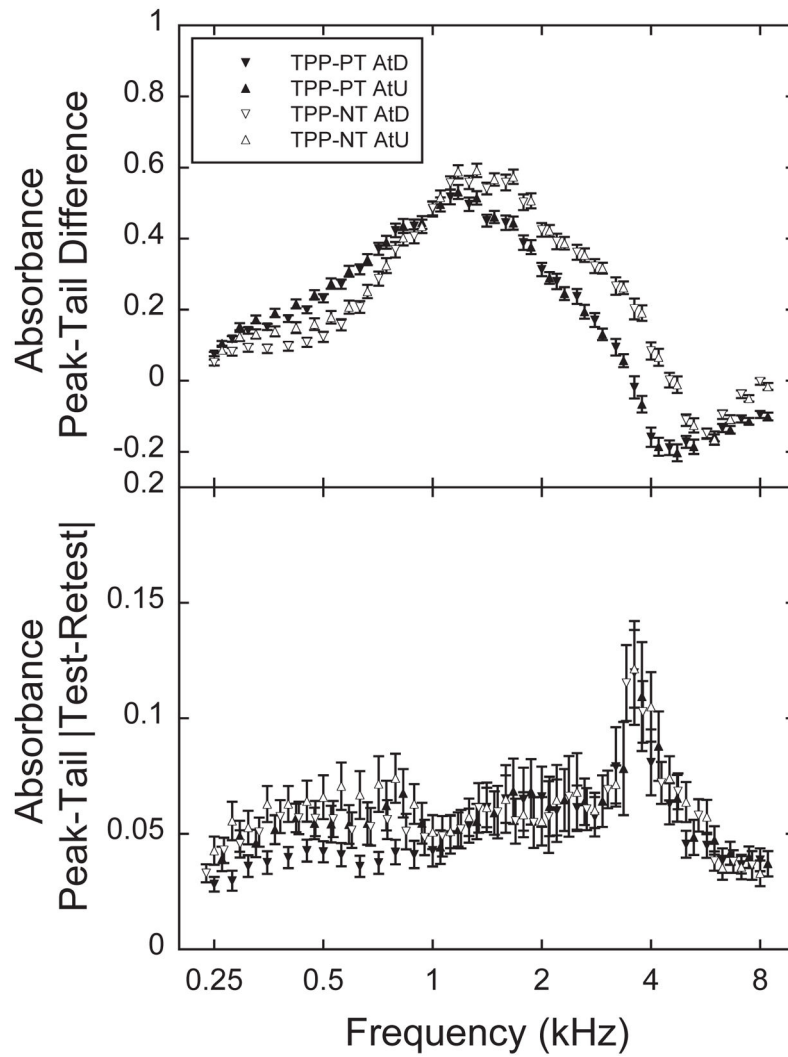 1
0.8
0.6
0.4
0.2
0
-0.2
Absorbance
Peak-Tail Difference
TPP-PT AtD
TPP-PT AtU
TPP-NT AtD
TPP-NT AtU
0.2
0.15
0.1
0.05
0
Absorbance
Peak-Tail |Test-Retest|
0.25 0.5 1 2 4 8
Frequency (kHz)